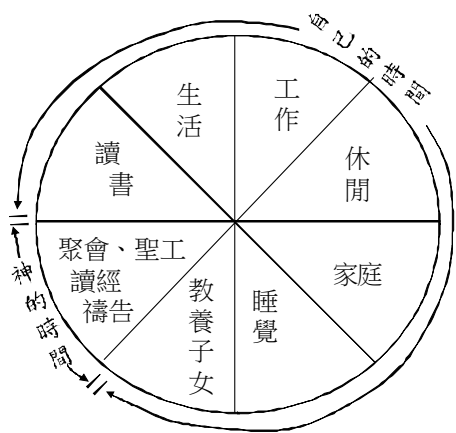 自己的時間
生活
工作
讀書
休閒
聚會、聖工
讀經
禱告
家庭
教養子女
睡覺
神的時間